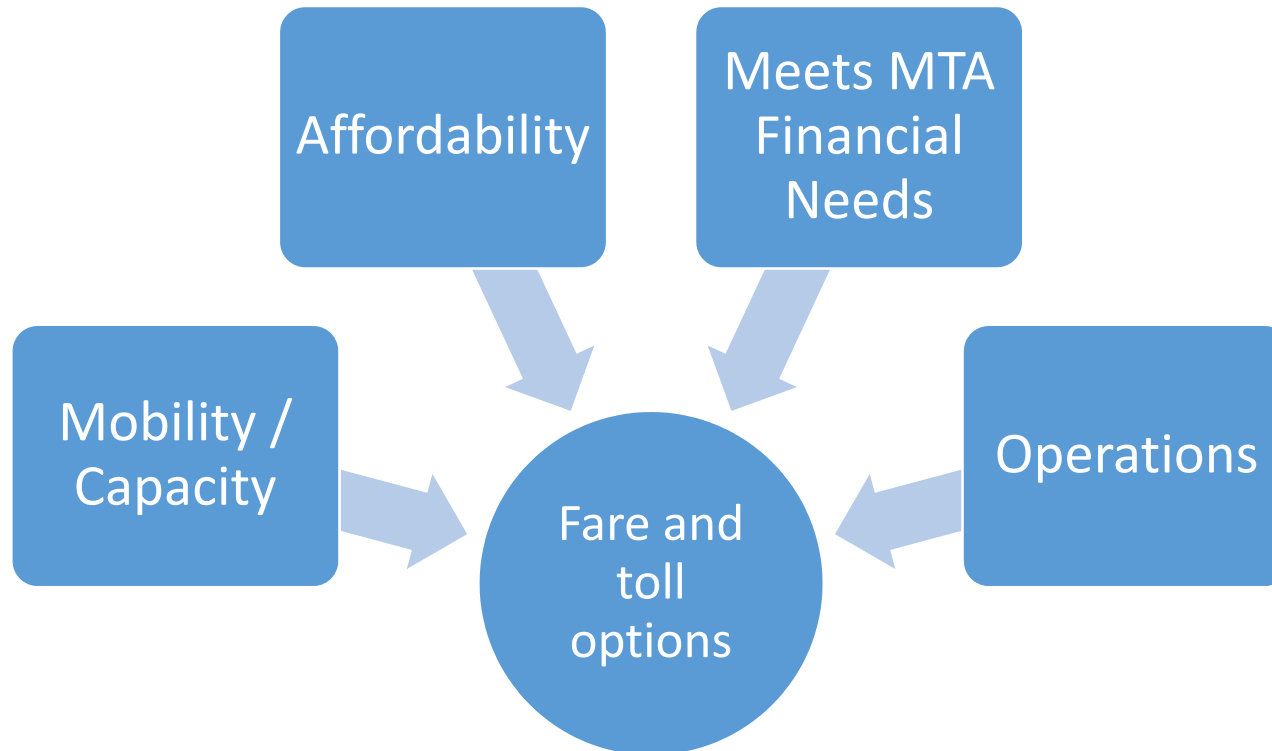 Affordability
Meets MTA
Financial
Needs
Mobility /
Capacity
Operations
Fare and
toll
options